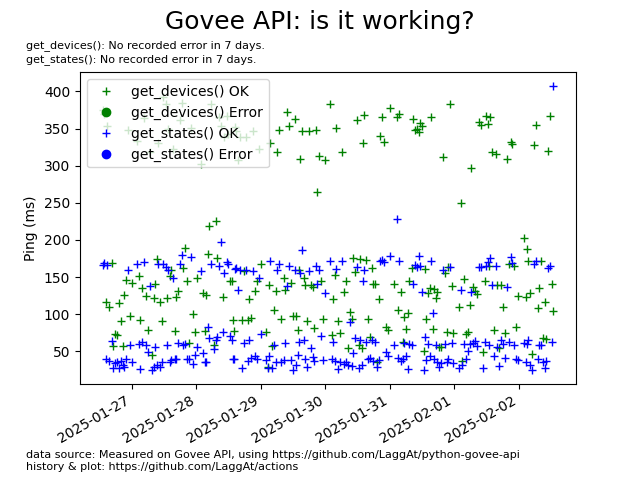 Govee API: is it working?
get_devices(): No recorded error in 7 days.
get_states(): No recorded error in 7 days.
get_devices() OK
get_devices() Error
get_states() OK
get_states() Error
Ping (ms)
400
350
300
250
200
150
100
50
2025-01-27
2025-01-28
2025-01-29
2025-01-30
2025-01-31
2025-02-01
2025-02-02
data source: Measured on Govee API, using https://github.com/LaggAt/python-govee-api
history & plot: https://github.com/LaggAt/actions